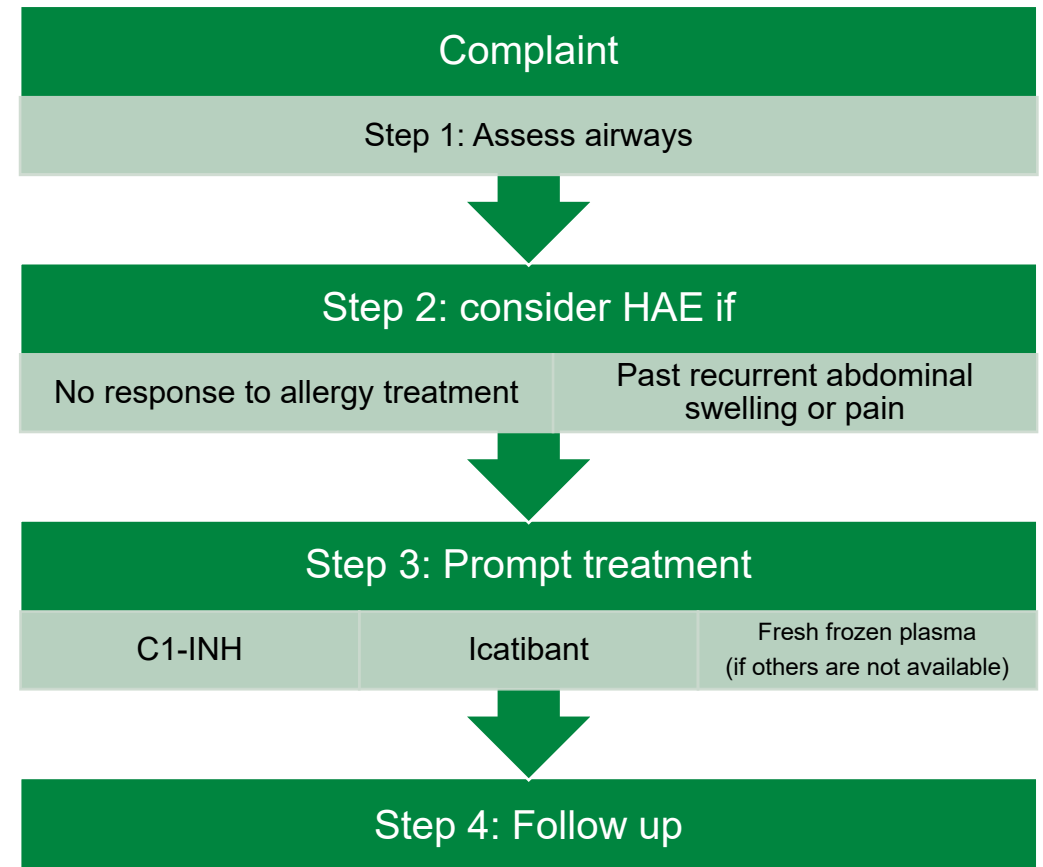 Complaint
Step 1: Assess airways
Step 2: consider HAE if
No response to allergy treatment
Past recurrent abdominal
swelling or pain
Step 3: Prompt treatment
C1-INH
Icatibant
Fresh frozen plasma
(if others are not available)
Step 4: Follow up